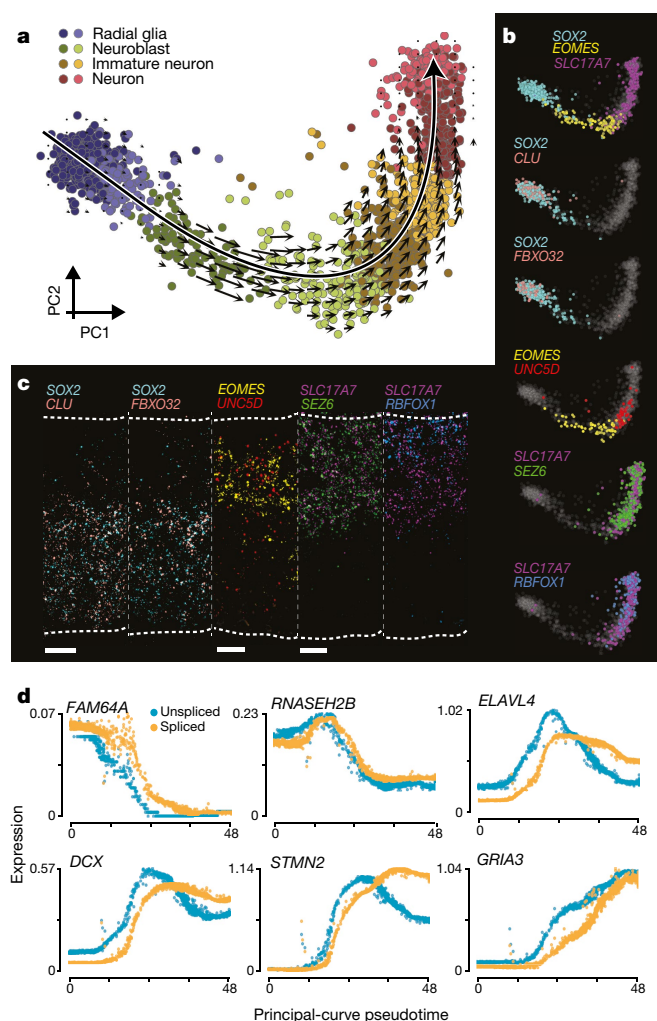 a
Radial glia
Neuroblast
Immature neuron
Neuron
PC2
PC1
b
SOX2
EOMES
SLC17A7
SOX2
CLU
SOX2
FBXO32
EOMES
UNC5D
SLC17A7
SEZ6
SLC17A7
RBFOX1
c
SOX2 SOX2 EOMES SLC17A7 SLC17A7
CLU FBXO32 UNC5D SEZ6 RBFOX1
d
FAM64A RNASEH2B ELAVL4
0.07 Unspliced 0.23 1.02
Spliced
0 0 0
0 48 0 48 0 48
Expression
DCX STMN2 GRIA3
0.57 1.14 1.04
0 0 0
0 48 0 48 0 48
Principal-curve pseudotime